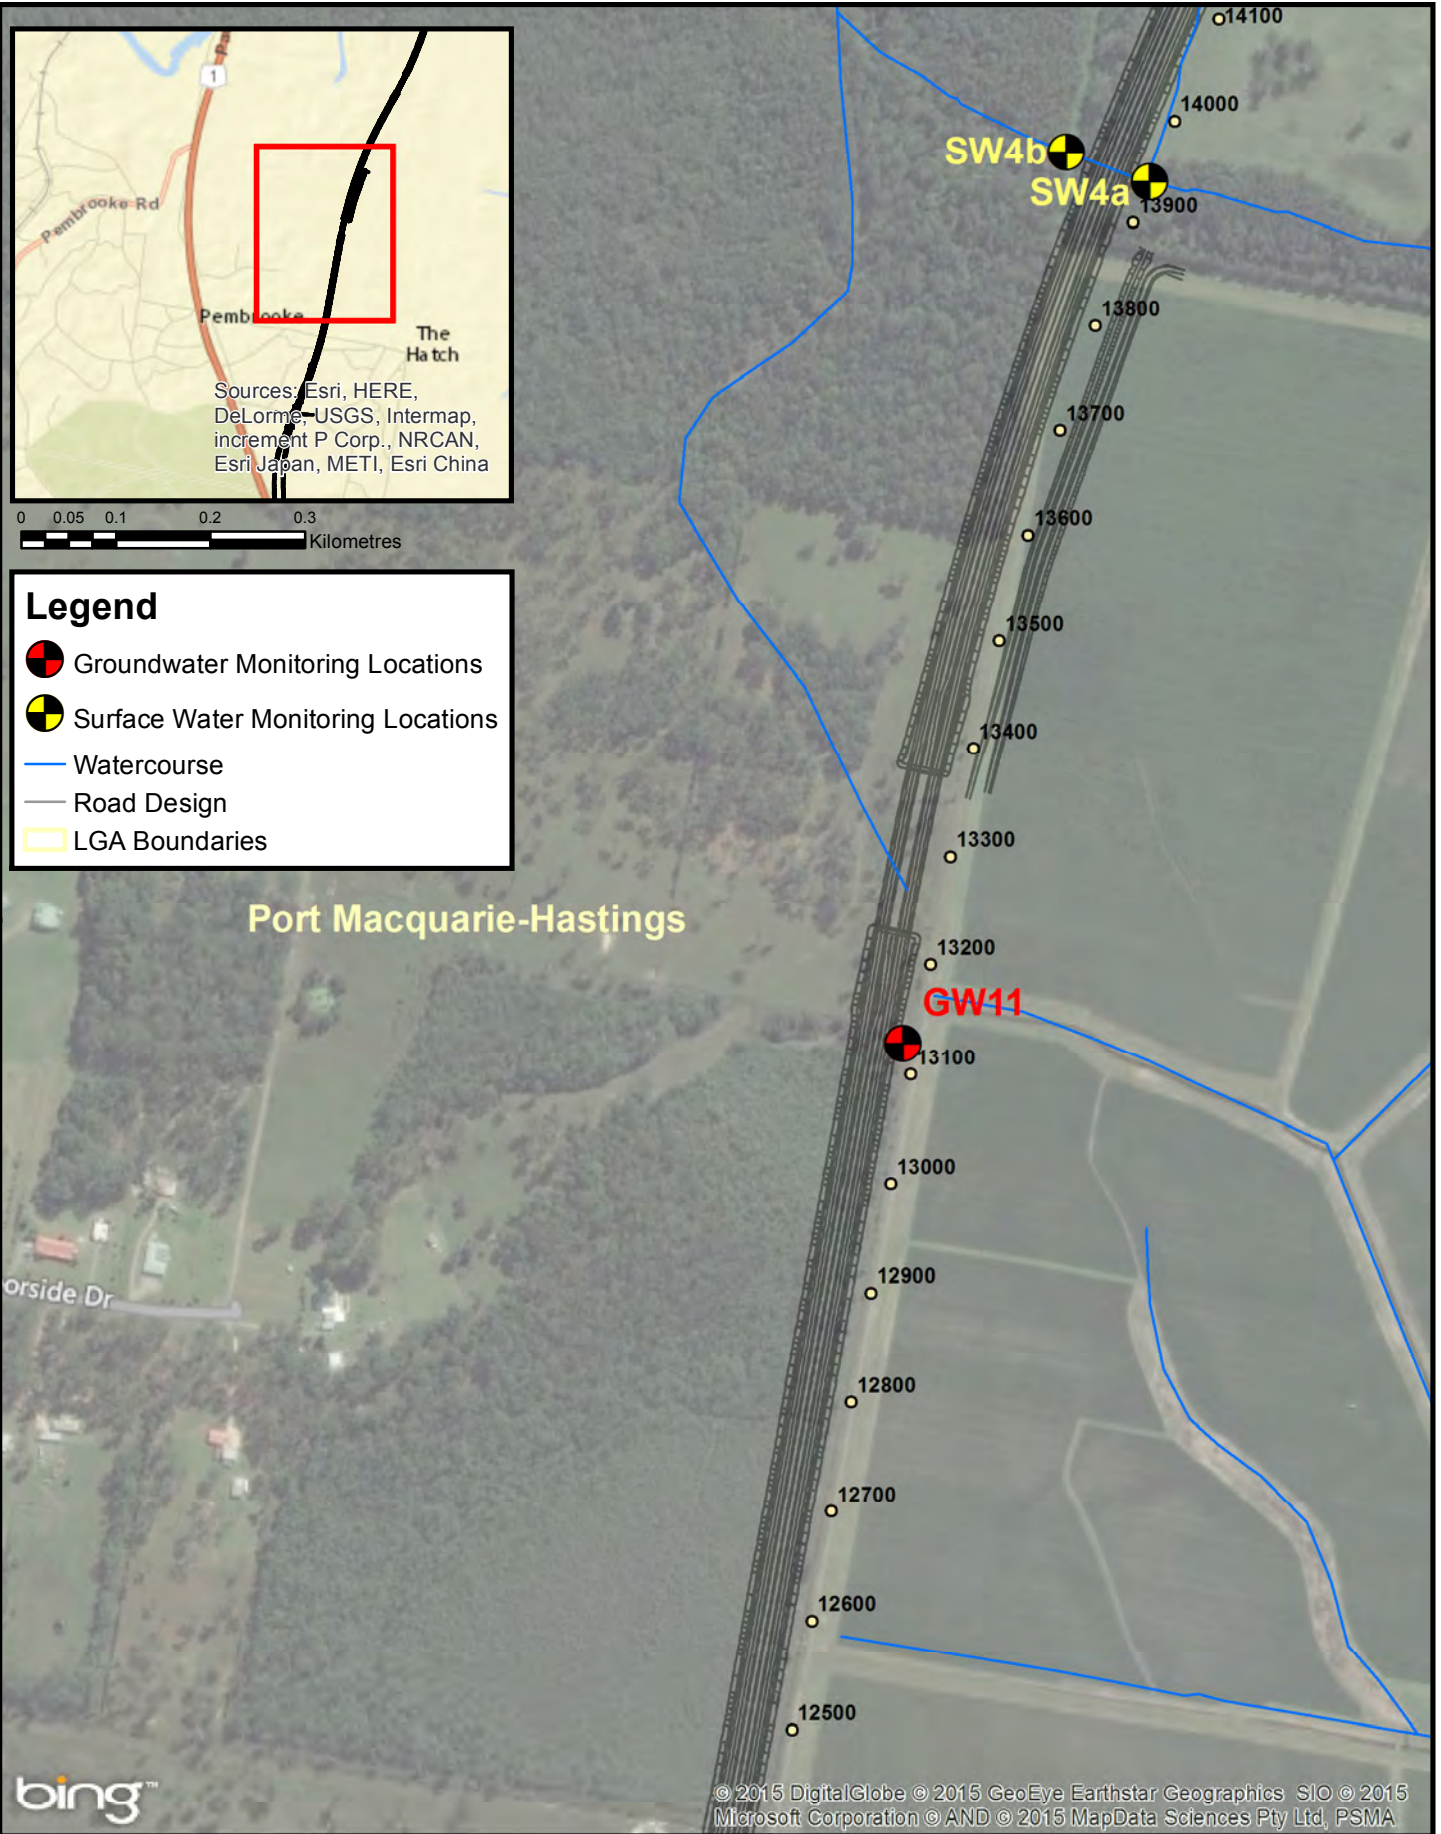 1
Pa
Pembrooke Rd
Pembrooke
The
Hatch
Sources: Esri, HERE,
DeLorme, USGS, Intermap,
increment P Corp., NRCAN,
Esri Japan, METI, Esri China
0 0.05 0.1 0.2 0.3
Kilometres
Legend
Groundwater Monitoring Locations
Surface Water Monitoring Locations
Watercourse
Road Design
LGA Boundaries
14100
14000
SW4b
SW4a
13900
13800
13700
13600
13500
13400
13300
Port Macquarie-Hastings
13200
GW11
13100
13000
12900
orside Dr
12800
12700
12600
12500
bing™
© 2015 DigitalGlobe © 2015 GeoEye Earthstar Geographics SIO © 2015
Microsoft Corporation © AND © 2015 MapData Sciences Pty Ltd, PSMA